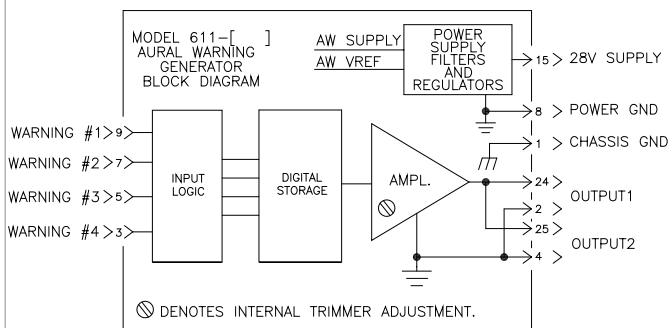 MODEL 611-[    ]
AURAL WARNING
GENERATOR
BLOCK DIAGRAM
AW SUPPLY
AW VREF
POWER
SUPPLY
FILTERS
AND
REGULATORS
15 > 28V SUPPLY
8 > POWER GND
1 > CHASSIS GND
WARNING #1 > 9 >
WARNING #2 > 7 >
WARNING #3 > 5 >
WARNING #4 > 3 >
INPUT
LOGIC
DIGITAL
STORAGE
AMPL.
24 >
OUTPUT1
2 >
25 >
OUTPUT2
4 >
DENOTES INTERNAL TRIMMER ADJUSTMENT.